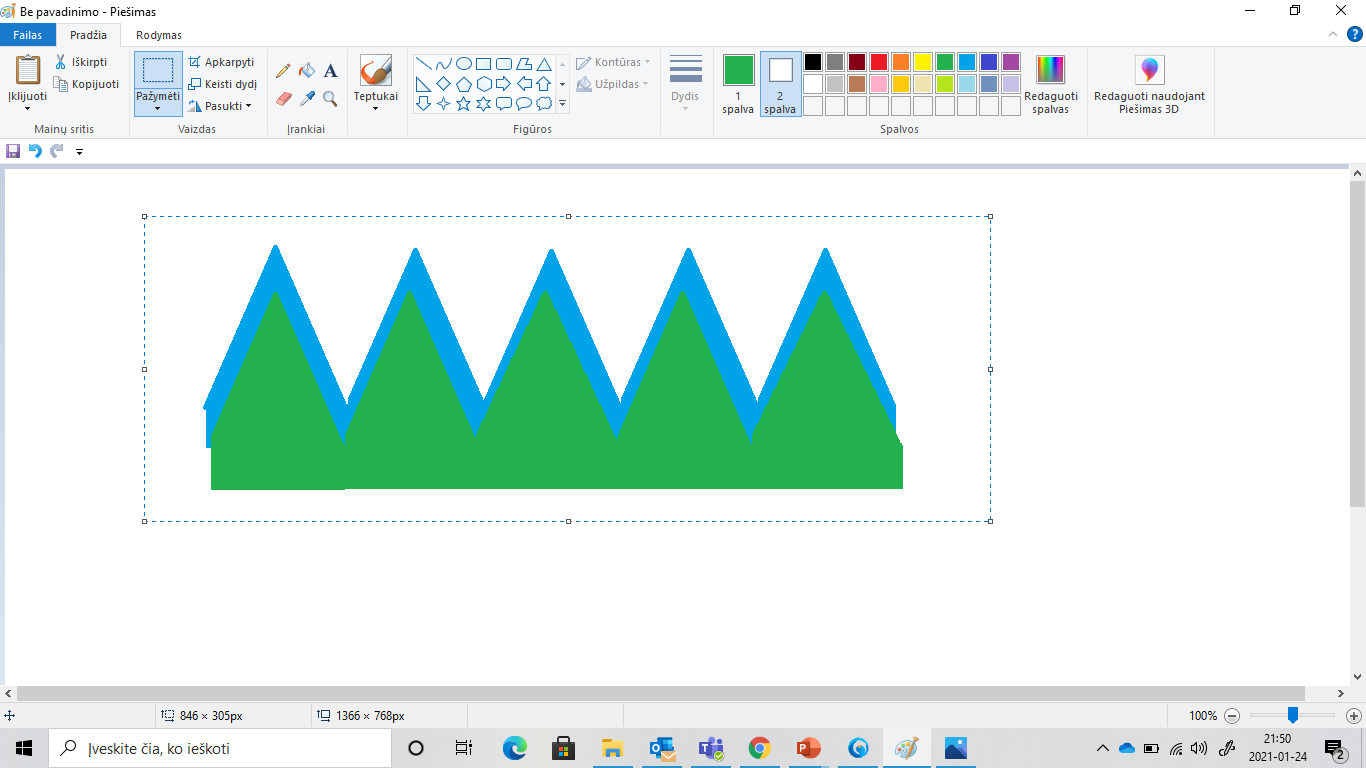 Be pavadinimo - Piešimas
Failas Pradžia Rodymas
Įklijuoti
Iškirpti
Kopijuoti
Mainų sritis
Pažymėti
Apkarpyti
Keisti dydį
Pasukti
Vaizdas
A
Įrankiai
Teptukai
Figūros
Kontūras
Užpildas
Dydis
1
spalva
2
spalva
Spalvos
Redaguoti
spalvas
Redaguoti naudojant
Piešimas 3D
846 × 305px
1366 × 768px
100%
Įveskite čia, ko ieškoti
21:50
2021-01-24
2